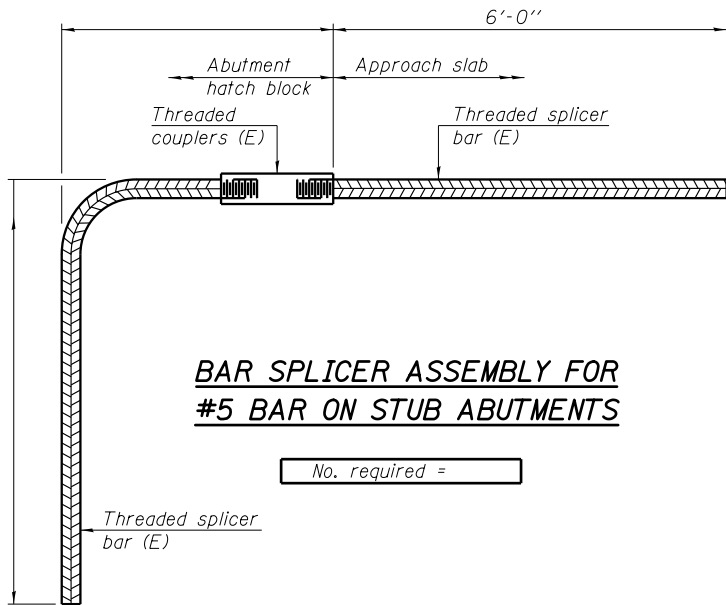 6'-0"
Abutment
hatch block
Approach slab
Threaded
couplers (E)
Threaded splicer
bar (E)
BAR SPLICER ASSEMBLY FOR
#5 BAR ON STUB ABUTMENTS
No. required =
Threaded splicer
bar (E)